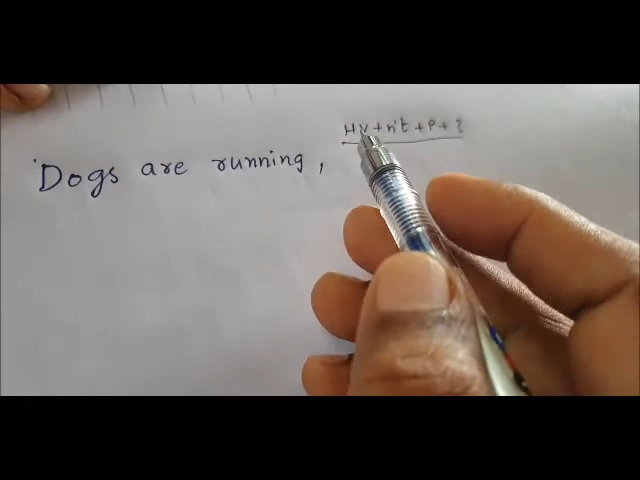 HV + n't + P + ?
Dogs are running,